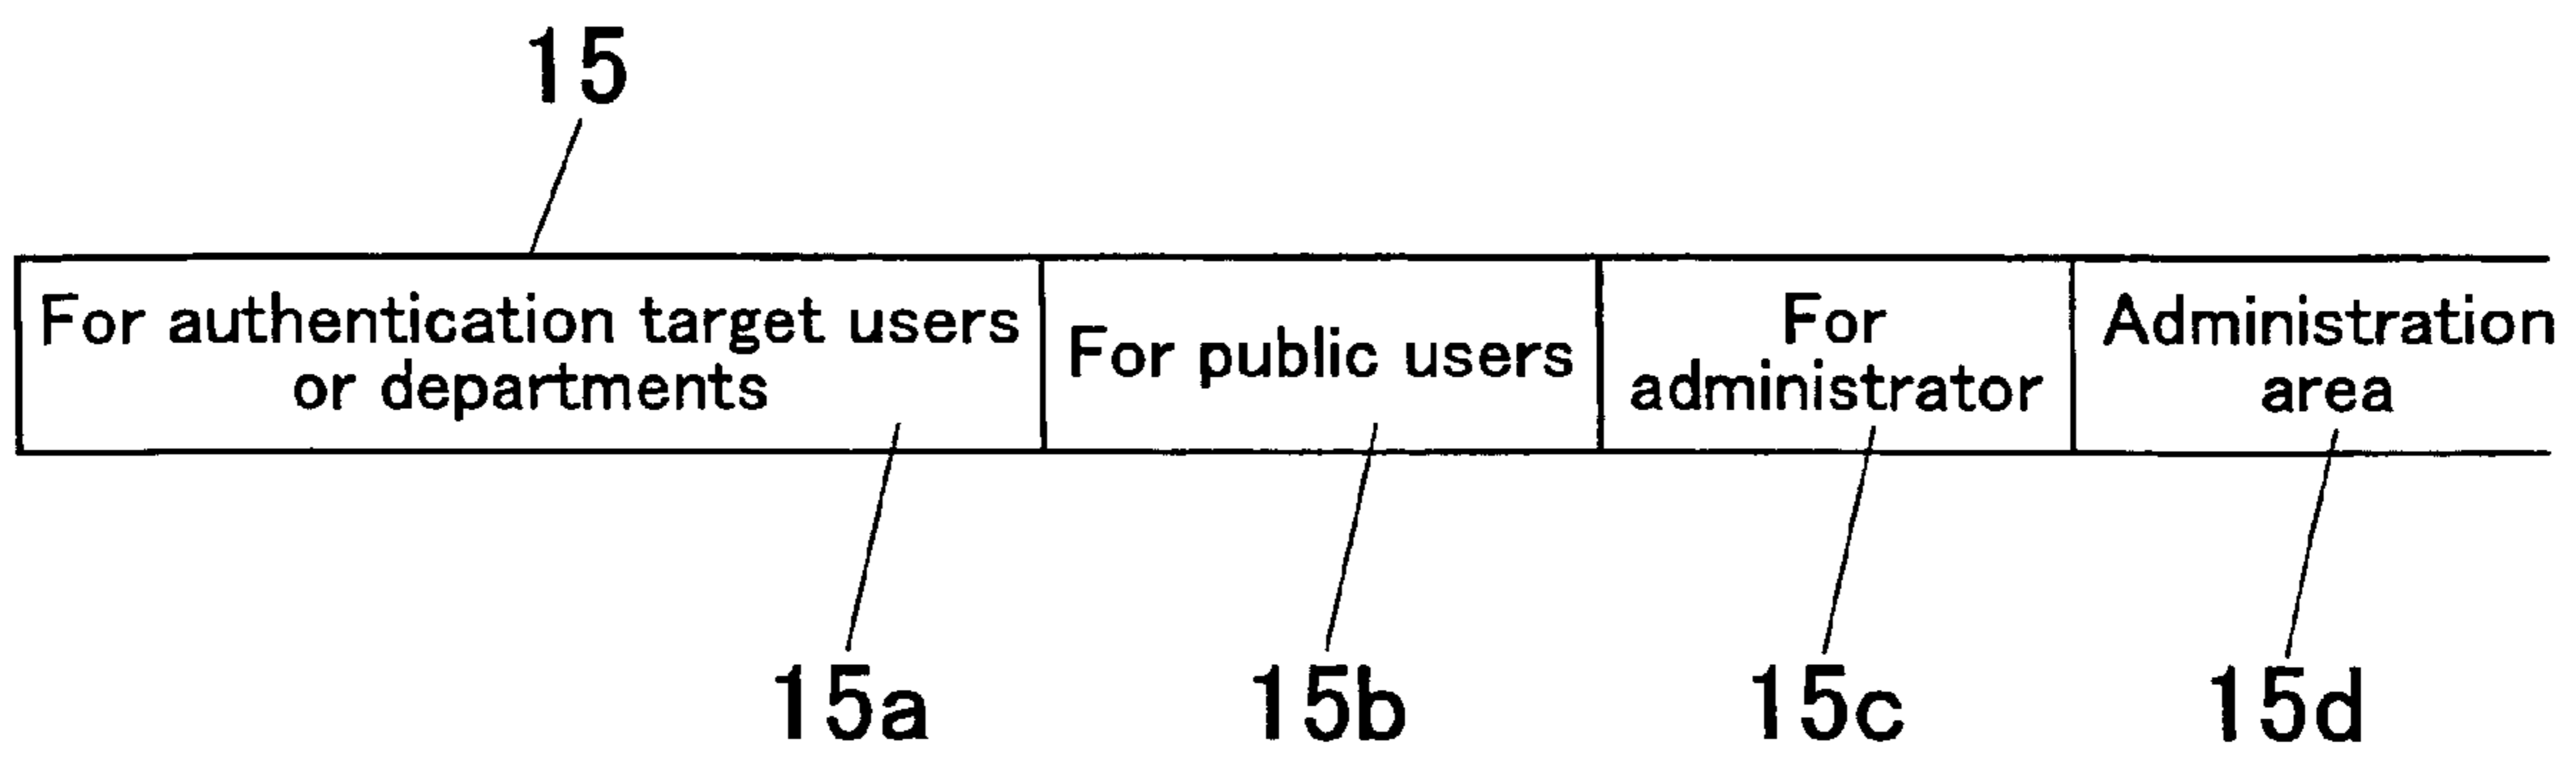 15
For authentication target users
or departments
For public users
For
administrator
Administration
area
15a
15b
15c
15d